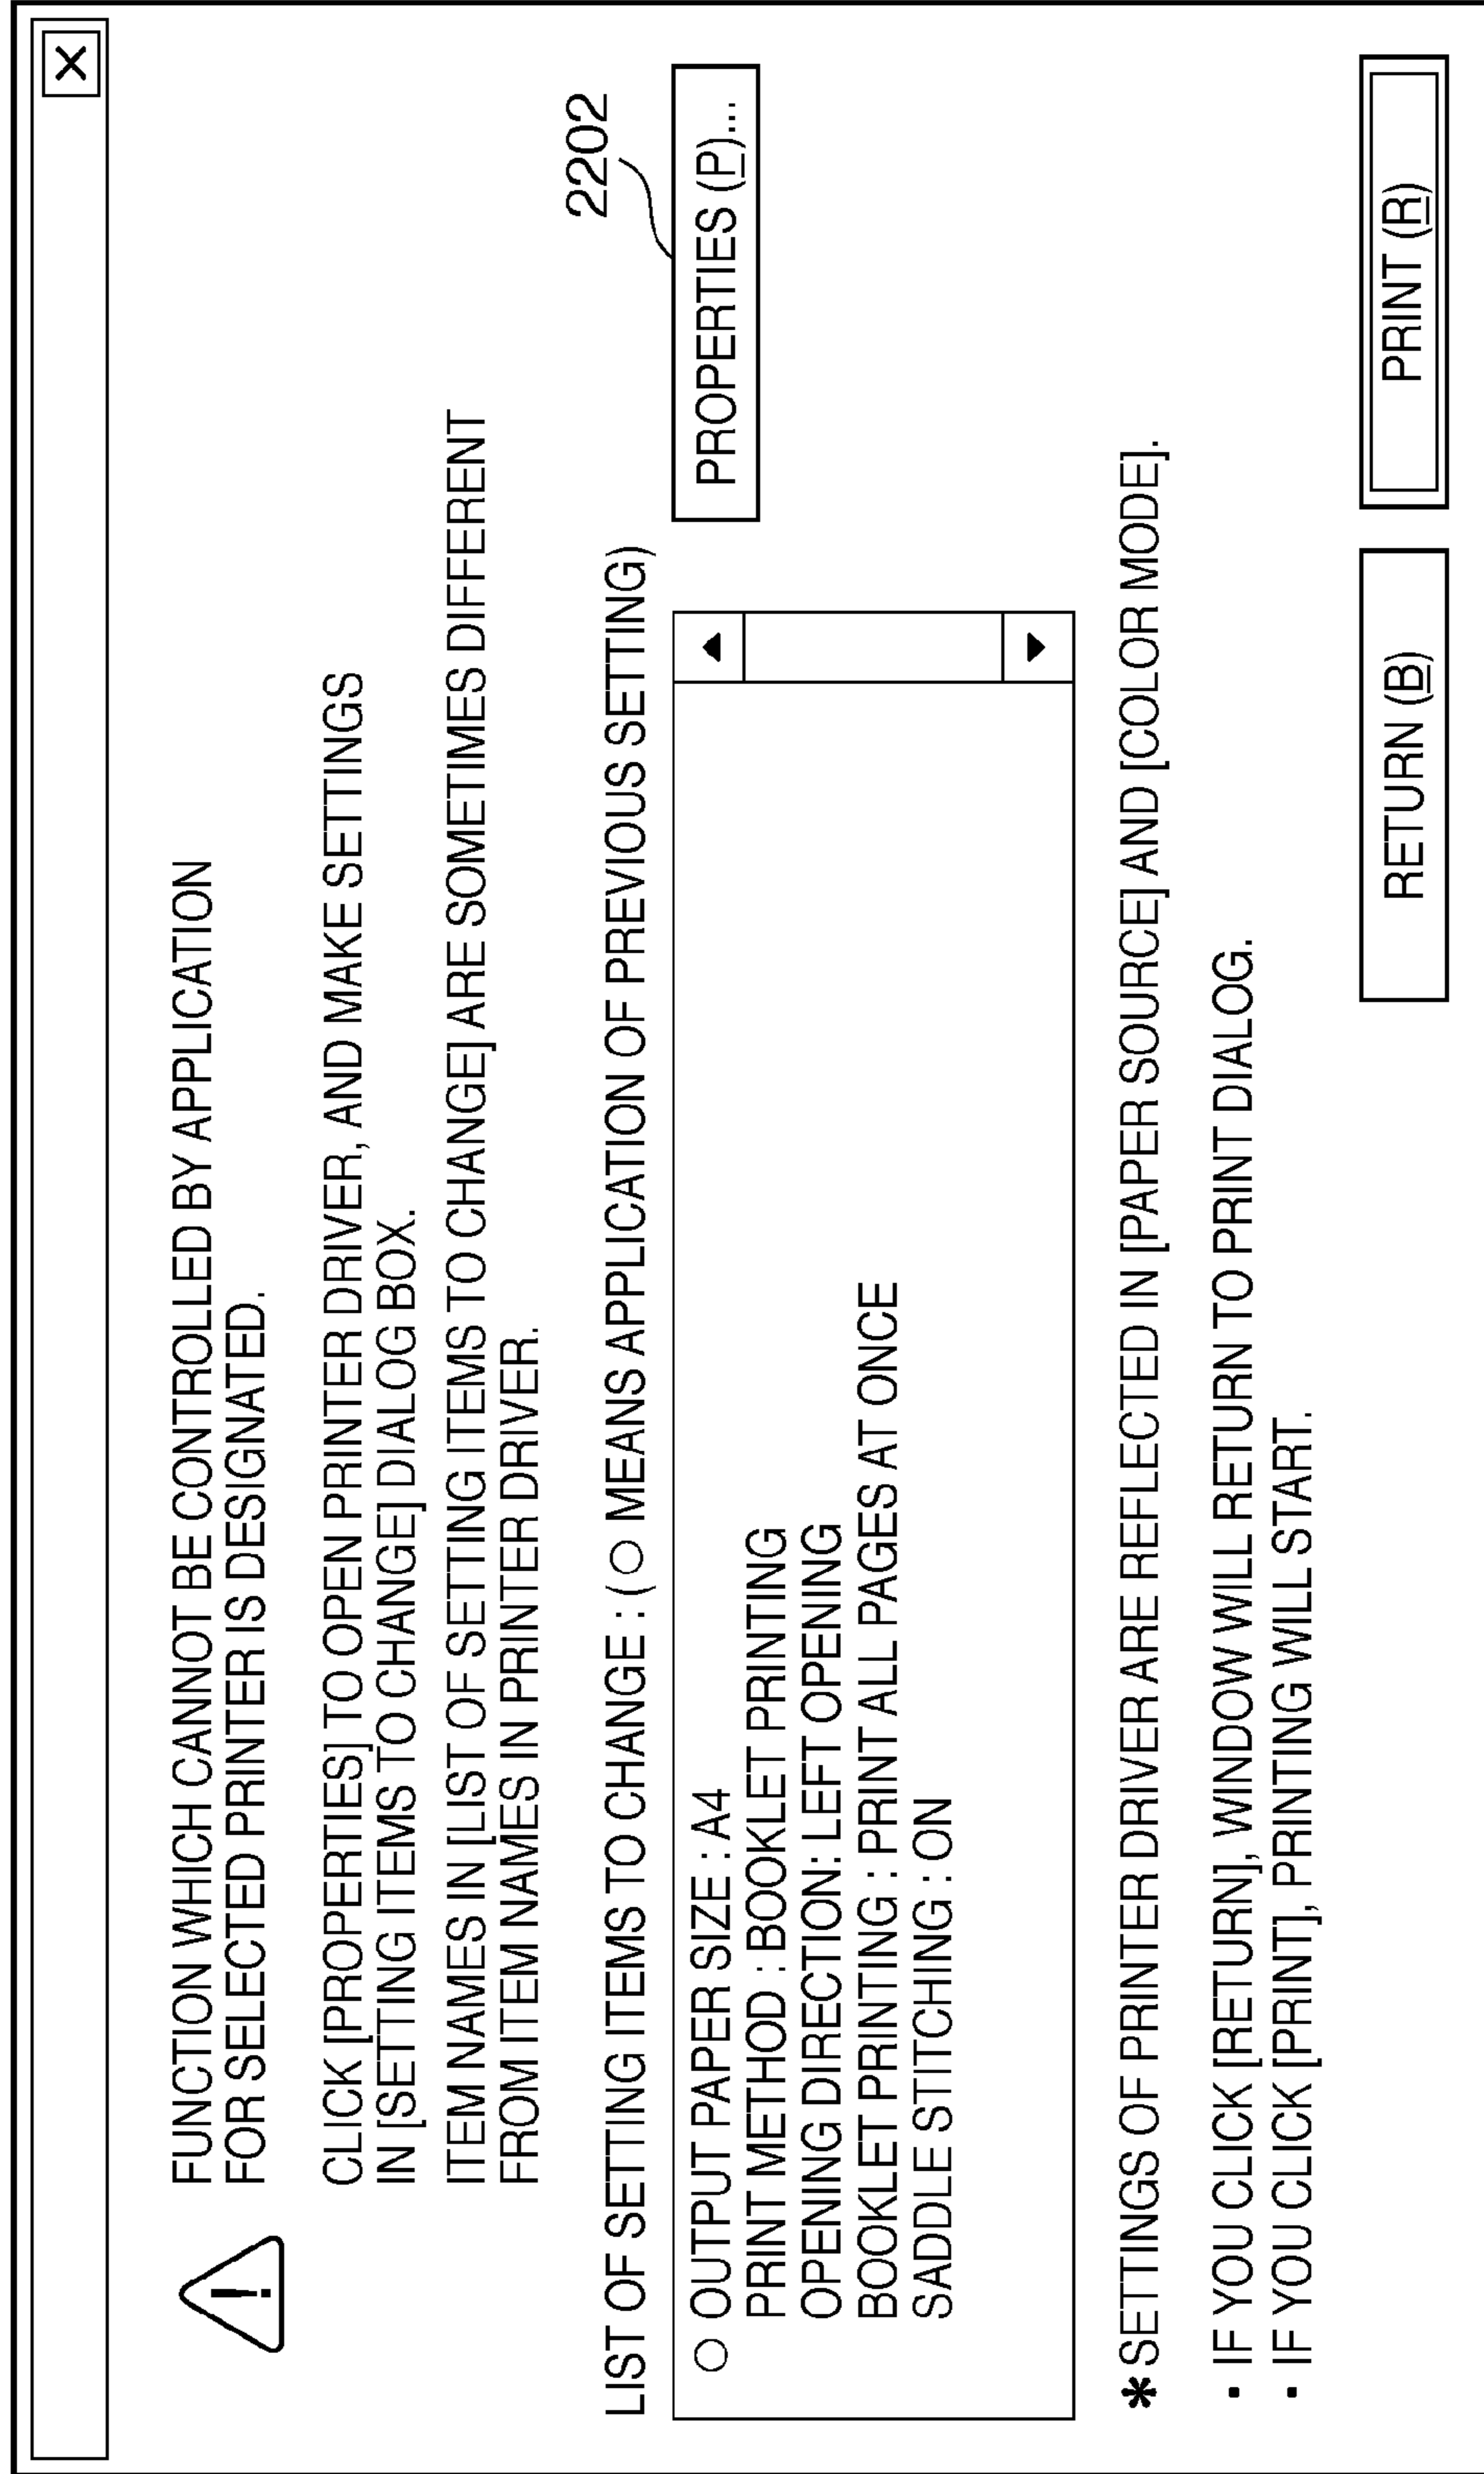 X
FUNCTION WHICH CANNOT BE CONTROLLED BY APPLICATION
FOR SELECTED PRINTER IS DESIGNATED.
CLICK [PROPERTIES] TO OPEN PRINTER DRIVER, AND MAKE SETTINGS
IN [SETTING ITEMS TO CHANGE] DIALOG BOX.
ITEM NAMES IN [LIST OF SETTING ITEMS TO CHANGE] ARE SOMETIMES DIFFERENT
FROM ITEM NAMES IN PRINTER DRIVER.
2202
LIST OF SETTING ITEMS TO CHANGE : (○ MEANS APPLICATION OF PREVIOUS SETTING)
○ OUTPUT PAPER SIZE : A4
PROPERTIES (P)...
PRINT METHOD : BOOKLET PRINTING
OPENING DIRECTION: LEFT OPENING
BOOKLET PRINTING : PRINT ALL PAGES AT ONCE
SADDLE STITCHING : ON
* SETTINGS OF PRINTER DRIVER ARE REFLECTED IN [PAPER SOURCE] AND [COLOR MODE].
· IF YOU CLICK [RETURN], WINDOW WILL RETURN TO PRINT DIALOG.
· IF YOU CLICK [PRINT], PRINTING WILL START.
RETURN (B)
PRINT (R)